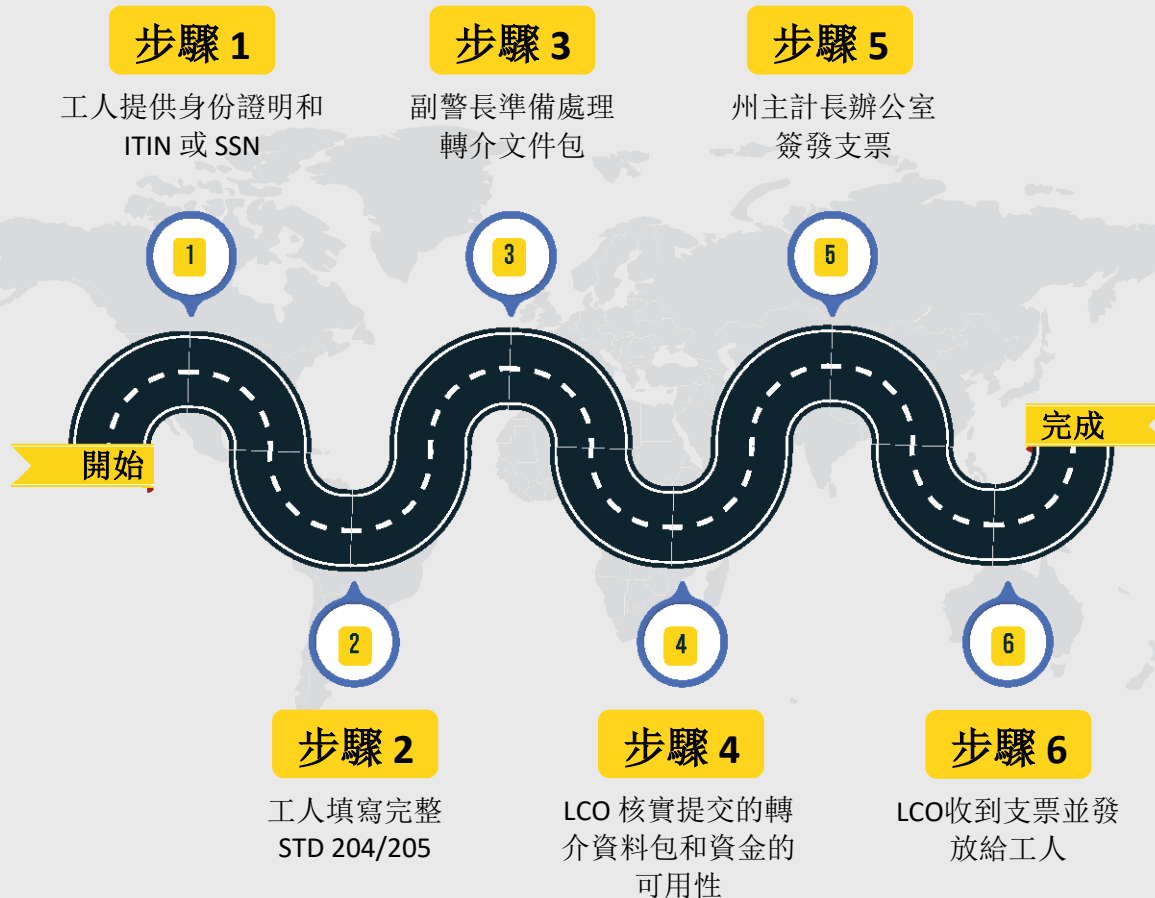 步驟 1
工人提供身份證明和
ITIN 或 SSN
步驟 3
副警長準備處理
轉介文件包
步驟 5
州主計長辦公室
簽發支票
1
3
5
開始
完成
2
4
6
步驟 2
工人填寫完整
STD 204/205
步驟 4
LCO 核實提交的轉
介資料包和資金的
可用性
步驟 6
LCO收到支票並發
放給工人